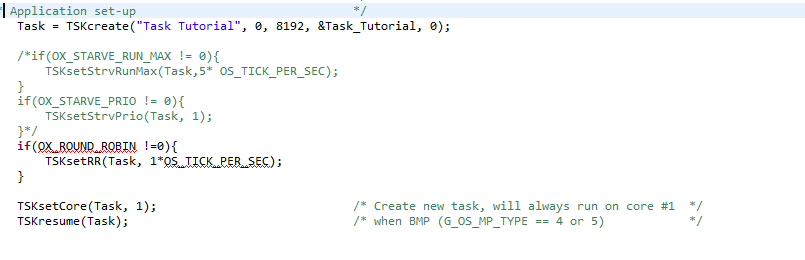 * Application set-up */
Task = TSKcreate("Task Tutorial", 0, 8192, &Task_Tutorial, 0);
/*if(OX_STARVE_RUN_MAX != 0){
TSKsetStrvRunMax(Task,5* OS_TICK_PER_SEC);
}
if(OX_STARVE_PRIO != 0){
TSKsetStrvPrio(Task, 1);
}*/
if(OX_ROUND_ROBIN !=0){
TSKsetRR(Task, 1*OS_TICK_PER_SEC);
}
TSKsetCore(Task, 1); /* Create new task, will always run on core #1 */
TSKresume(Task); /* when BMP (G_OS_MP_TYPE == 4 or 5) */